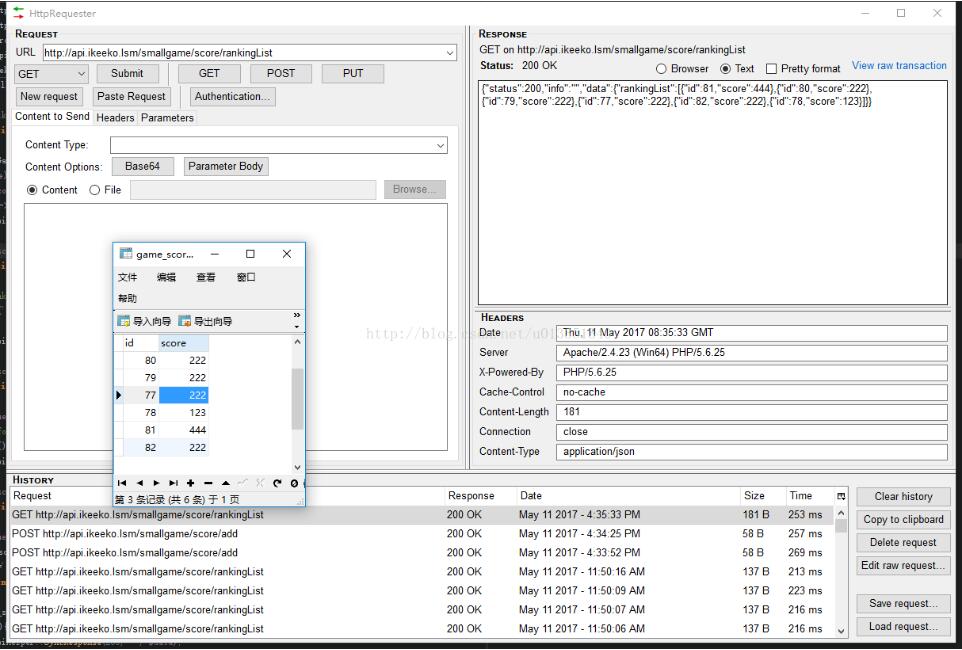 HttpRequester
REQUEST
URL http://api.ikeeko.lsm/smallgame/score/rankingList
GET Submit GET POST PUT
New request Paste Request Authentication...
Content to Send Headers Parameters
Content Type:
Content Options: Base64 Parameter Body
Content File Browse...
RESPONSE
GET on http://api.ikeeko.lsm/smallgame/score/rankingList
Status: 200 OK Browser Text Pretty format View raw transaction
{"status":200,"info":"","data":{"rankingList":[{"id":81,"score":444},{"id":80,"score":222},
{"id":79,"score":222},{"id":77,"score":222},{"id":82,"score":222},{"id":78,"score":123}]}}
HEADERS
Date Thu, 11 May 2017 08:35:33 GMT
Server Apache/2.4.23 (Win64) PHP/5.6.25
X-Powered-By PHP/5.6.25
Cache-Control no-cache
Content-Length 181
Connection close
Content-Type application/json
game_scor...
文件 编辑 查看 窗口
帮助
导入向导 导出向导
id score
80 222
79 222
77 222
78 123
81 444
82 222
第 3 条记录 (共 6 条) 于 1 页
HISTORY
Request Response Date Size Time
GET http://api.ikeeko.lsm/smallgame/score/rankingList 200 OK May 11 2017 - 4:35:33 PM 181 B 253 ms
POST http://api.ikeeko.lsm/smallgame/score/add 200 OK May 11 2017 - 4:34:25 PM 58 B 257 ms
POST http://api.ikeeko.lsm/smallgame/score/add 200 OK May 11 2017 - 4:33:52 PM 58 B 269 ms
GET http://api.ikeeko.lsm/smallgame/score/rankingList 200 OK May 11 2017 - 11:50:16 AM 137 B 213 ms
GET http://api.ikeeko.lsm/smallgame/score/rankingList 200 OK May 11 2017 - 11:50:09 AM 137 B 223 ms
GET http://api.ikeeko.lsm/smallgame/score/rankingList 200 OK May 11 2017 - 11:50:07 AM 137 B 216 ms
GET http://api.ikeeko.lsm/smallgame/score/rankingList 200 OK May 11 2017 - 11:50:06 AM 137 B 216 ms
Clear history
Copy to clipboard
Delete request
Edit raw request...
Save request...
Load request...